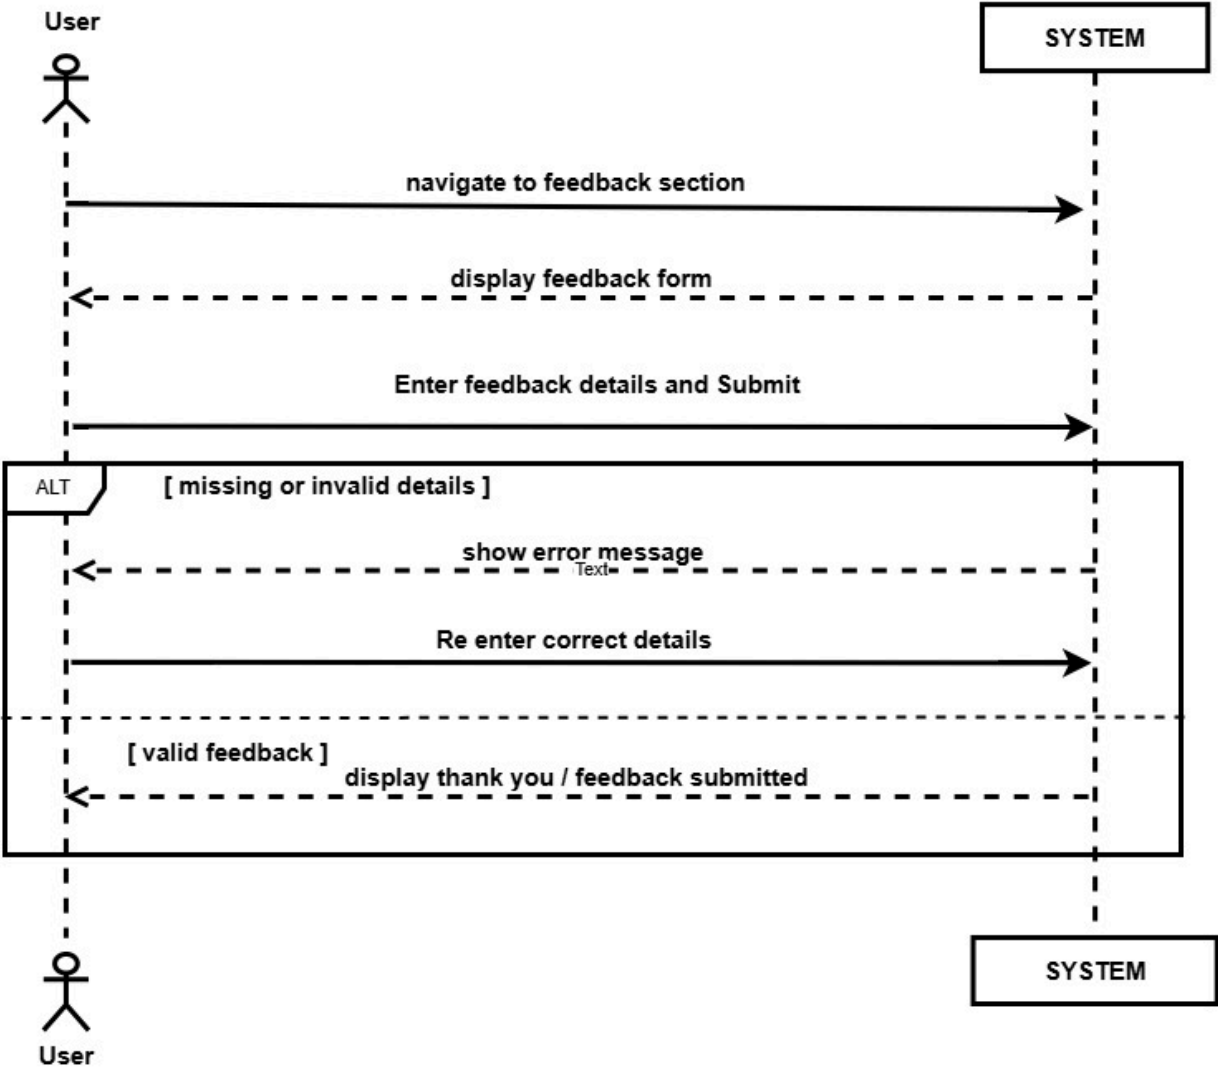 User
SYSTEM
navigate to feedback section
display feedback form
Enter feedback details and Submit
ALT
[ missing or invalid details ]
show error message
Text
Re enter correct details
[ valid feedback ]
display thank you / feedback submitted
SYSTEM
User